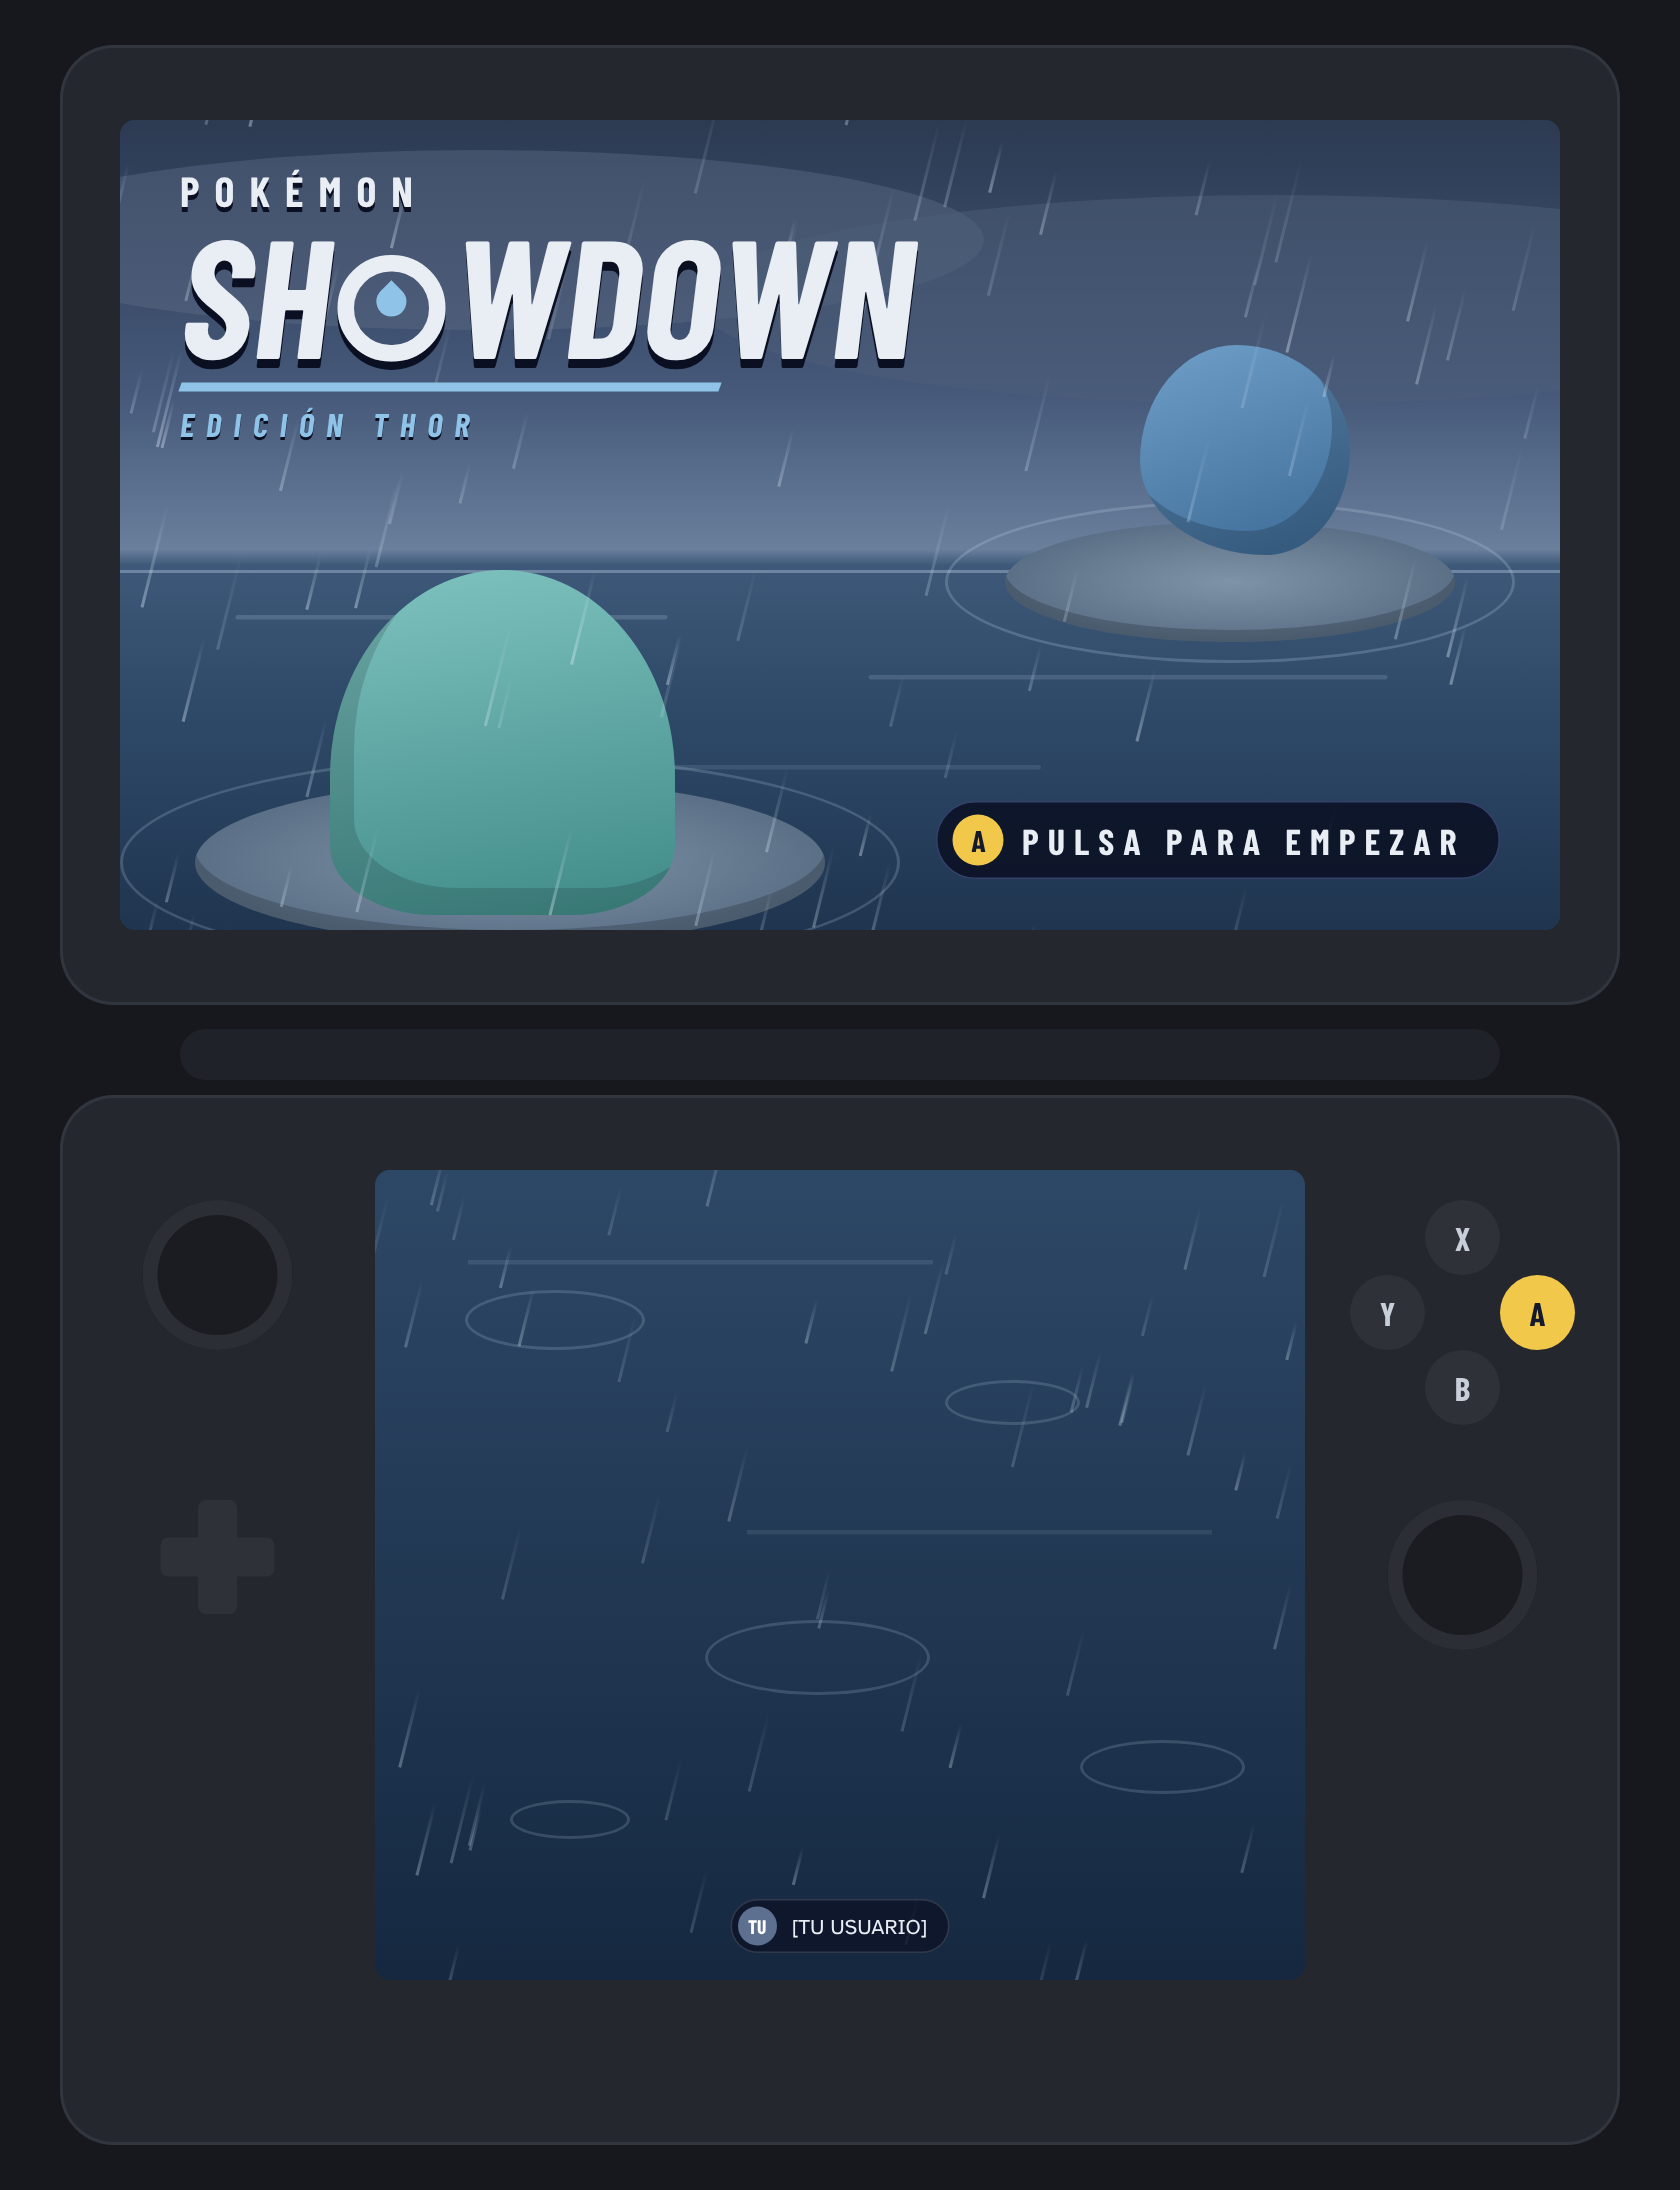 POKÉMON
SHOWDOWN
EDICIÓN THOR
A PULSA PARA EMPEZAR
X
Y A
B
TU [TU USUARIO]